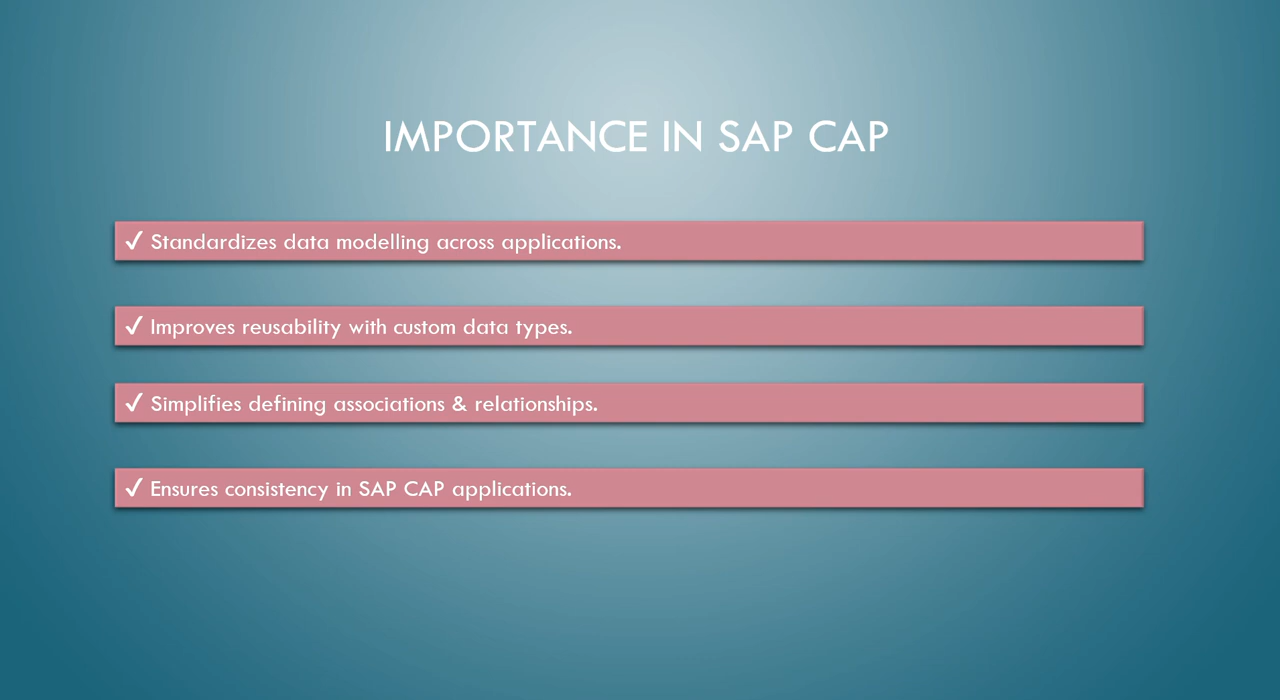 IMPORTANCE IN SAP CAP
✓ Standardizes data modelling across applications.
✓ Improves reusability with custom data types.
✓ Simplifies defining associations & relationships.
✓ Ensures consistency in SAP CAP applications.